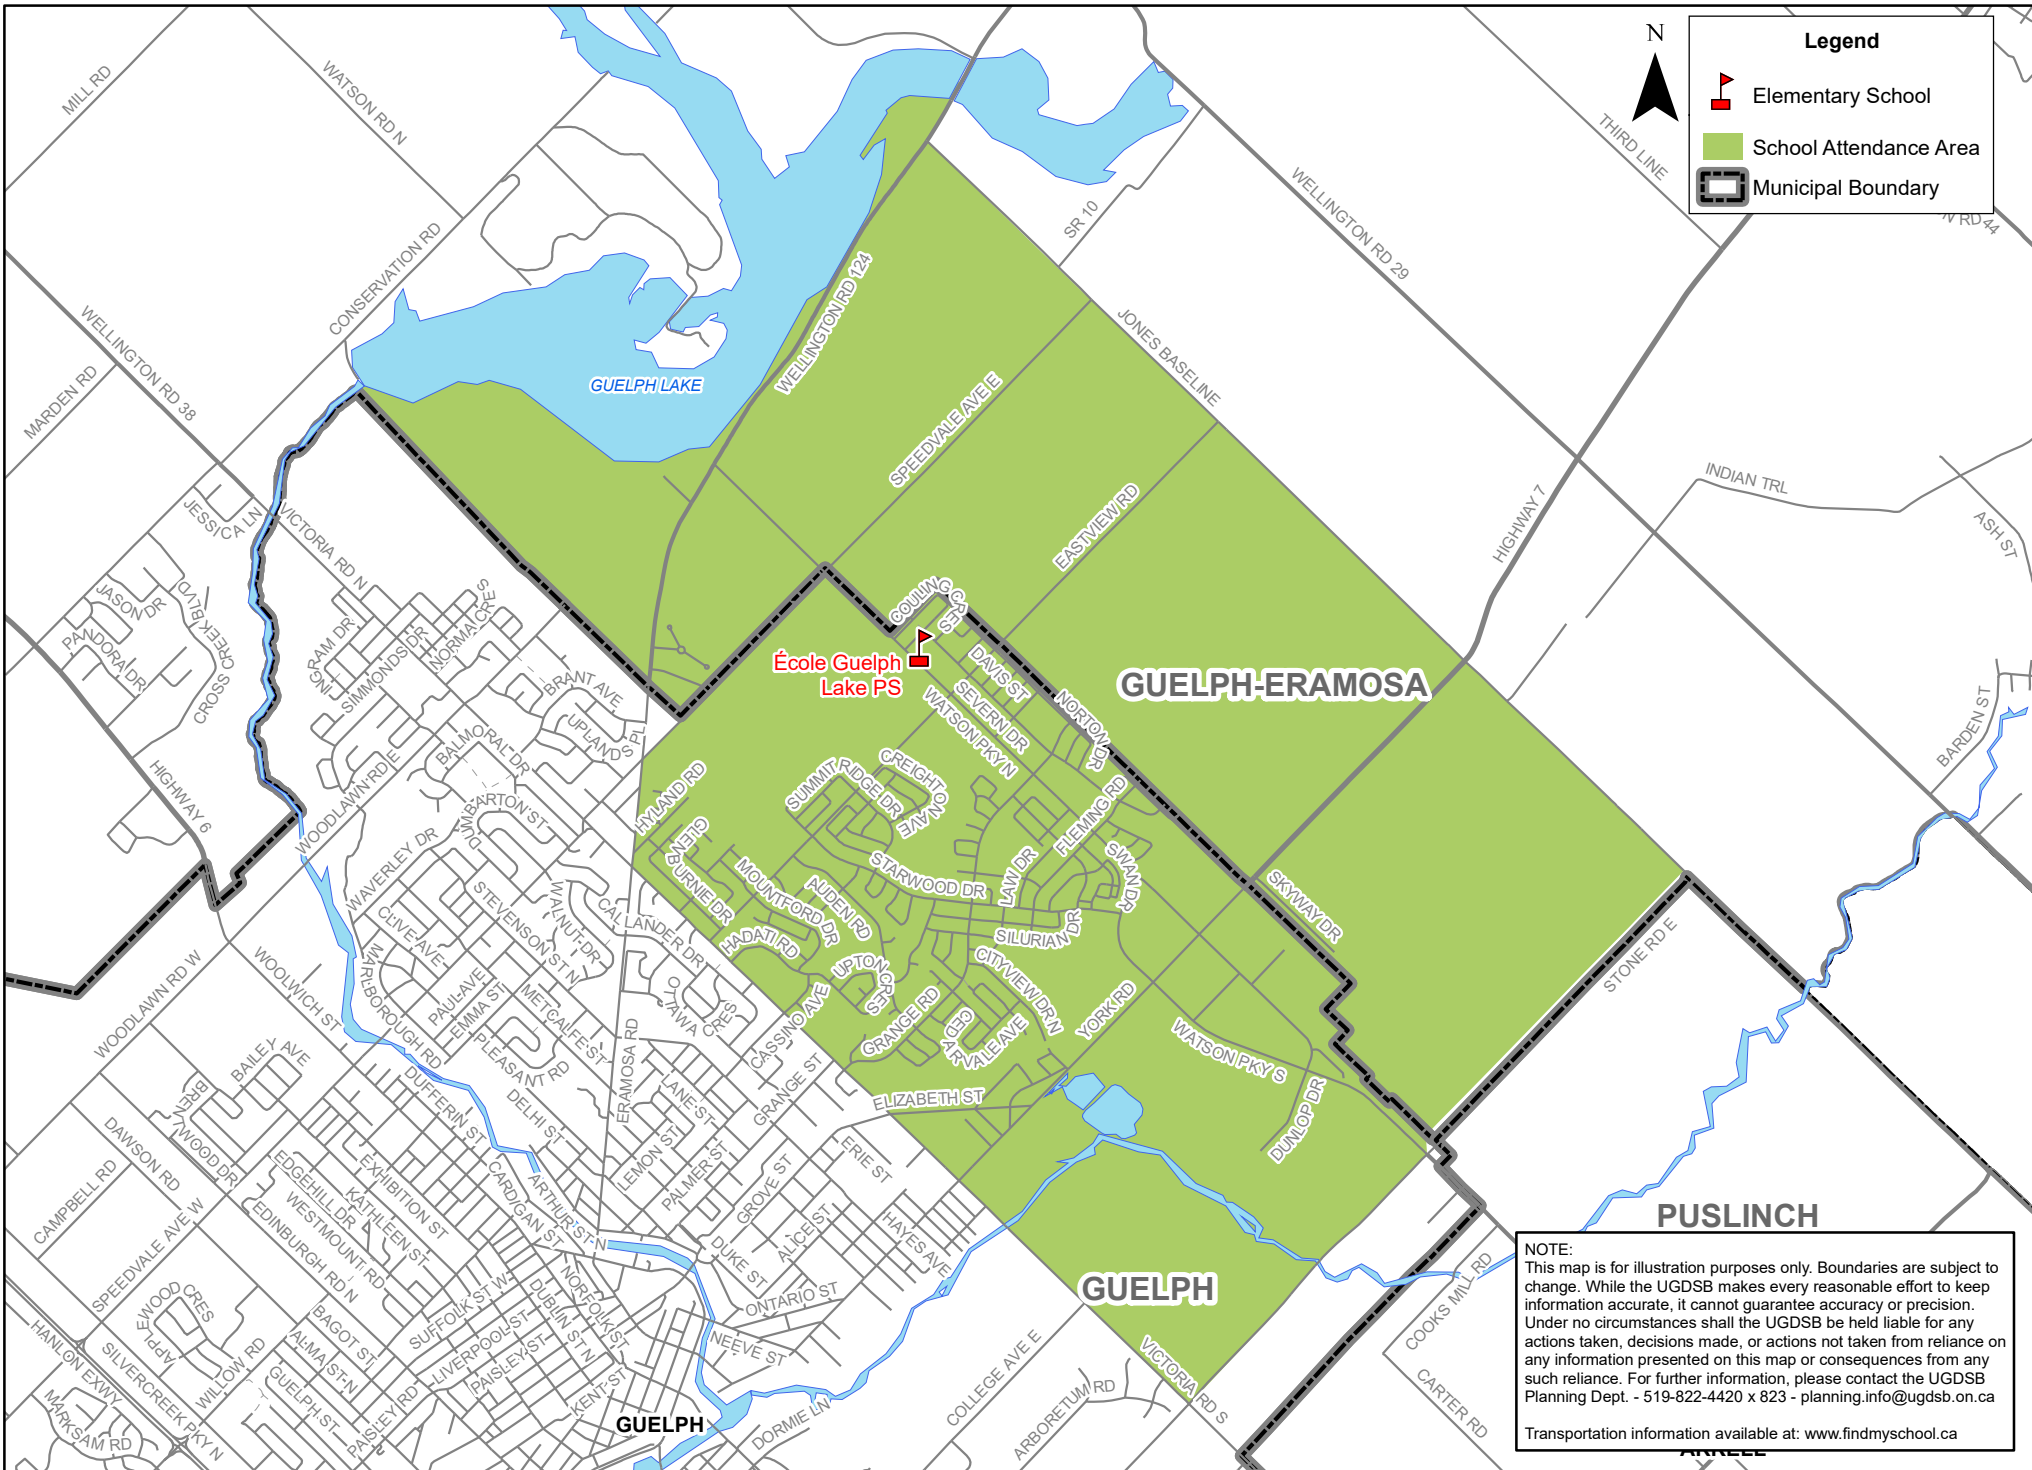 N
Legend
Elementary School
School Attendance Area
Municipal Boundary
MILL RD
WATSON RD N
THIRD LINE
N RD 44
WELLINGTON RD 29
SR 10
CONSERVATION RD
WELLINGTON RD 124
WELLINGTON RD 38
MARDEN RD
GUELPH LAKE
JONES BASELINE
SPEEDVALE AVE E
EASTVIEW RD
HIGHWAY 7
INDIAN TRL
ASH ST
JESSICA LN
VICTORIA RD N
JASON DR
PANDORA DR
CROSS CREEK BLVD
INGRAM DR
SIMMONDS DR
NORMA CRES
COULING CRES
École Guelph
Lake PS
DAVIS ST
SEVERN DR
WATSON PKY N
NORTON DR
GUELPH-ERAMOSA
BARDEN ST
BRANT AVE
UPLANDS PL
BALMORAL DR
HIGHWAY 6
WOODLAWN RD E
DUMBARTON ST
WAVERLEY DR
HYLAND RD
SUMMIT RIDGE DR
CREIGHTON AVE
FLEMING RD
LAW DR
SWAN DR
GLENBURNIE DR
MOUNTFORD DR
AUDEN RD
STARWOOD DR
SILURIAN DR
SKYWAY DR
STONE RD E
CLIVE AVE
STEVENSON ST N
WALNUT DR
CALLANDER DR
HADATI RD
UPTON CRES
CITYVIEW DR N
WOODLAWN RD W
WOOLWICH ST
MARLBOROUGH RD
PAUL AVE
EMMA ST
METCALFE ST
OTTAWA CRES
CASSINO AVE
GRANGE RD
CEDARVALE AVE
YORK RD
WATSON PKY S
DUNLOP DR
BAILEY AVE
BRENTWOOD DR
PLEASANT RD
DUFFERIN ST
DELHI ST
ERAMOSA RD
LANE ST
GRANGE ST
ELIZABETH ST
DAWSON RD
CAMPBELL RD
SPEEDVALE AVE W
EDGEHILL DR
WESTMOUNT RD
EDINBURGH RD N
KATHLEEN ST
EXHIBITION ST
CARDIGAN ST
ARTHUR ST N
LEMON ST
PALMER ST
GROVE ST
ERIE ST
ALICE ST
HAYES AVE
DUKE ST
ONTARIO ST
NEEVE ST
APPLEWOOD CRES
HANLON EXWY
SILVERCREEK PKY N
MARKSAM RD
WILLOW RD
BAGOT ST
ALMA ST N
GUELPH ST
PAISLEY RD
SUFFOLK ST W
LIVERPOOL ST
PAISLEY ST
DUBLIN ST N
NORFOLK ST
KENT ST
GUELPH
DORMIE LN
COLLEGE AVE E
ARBORETUM RD
VICTORIA RD S
GUELPH
COOKS MILL RD
CARTER RD
PUSLINCH
NOTE:
This map is for illustration purposes only. Boundaries are subject to
change. While the UGDSB makes every reasonable effort to keep
information accurate, it cannot guarantee accuracy or precision.
Under no circumstances shall the UGDSB be held liable for any
actions taken, decisions made, or actions not taken from reliance on
any information presented on this map or consequences from any
such reliance. For further information, please contact the UGDSB
Planning Dept. - 519-822-4420 x 823 - planning.info@ugdsb.on.ca
Transportation information available at: www.findmyschool.ca